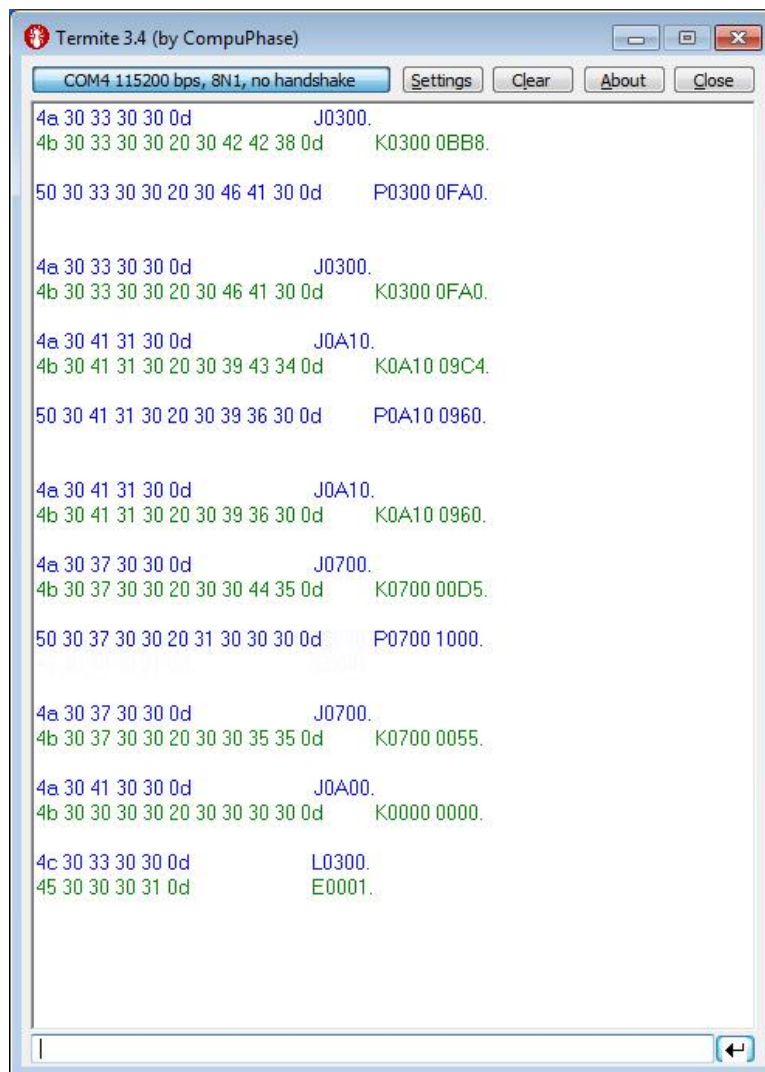 Termite 3.4 (by CompuPhase)
COM4 115200 bps, 8N1, no handshake Settings Clear About Close
4a 30 33 30 30 0d J0300.
4b 30 33 30 30 20 30 42 42 38 0d K0300 0BB8.
50 30 33 30 30 20 30 46 41 30 0d P0300 0FA0.
4a 30 33 30 30 0d J0300.
4b 30 33 30 30 20 30 46 41 30 0d K0300 0FA0.
4a 30 41 31 30 0d J0A10.
4b 30 41 31 30 20 30 39 43 34 0d K0A10 09C4.
50 30 41 31 30 20 30 39 36 30 0d P0A10 0960.
4a 30 41 31 30 0d J0A10.
4b 30 41 31 30 20 30 39 36 30 0d K0A10 0960.
4a 30 37 30 30 0d J0700.
4b 30 37 30 30 20 30 30 44 35 0d K0700 00D5.
50 30 37 30 30 20 31 30 30 30 0d P0700 1000.
4a 30 37 30 30 0d J0700.
4b 30 37 30 30 20 30 30 35 35 0d K0700 0055.
4a 30 41 30 30 0d J0A00.
4b 30 30 30 30 20 30 30 30 30 0d K0000 0000.
4c 30 33 30 30 0d L0300.
45 30 30 30 31 0d E0001.